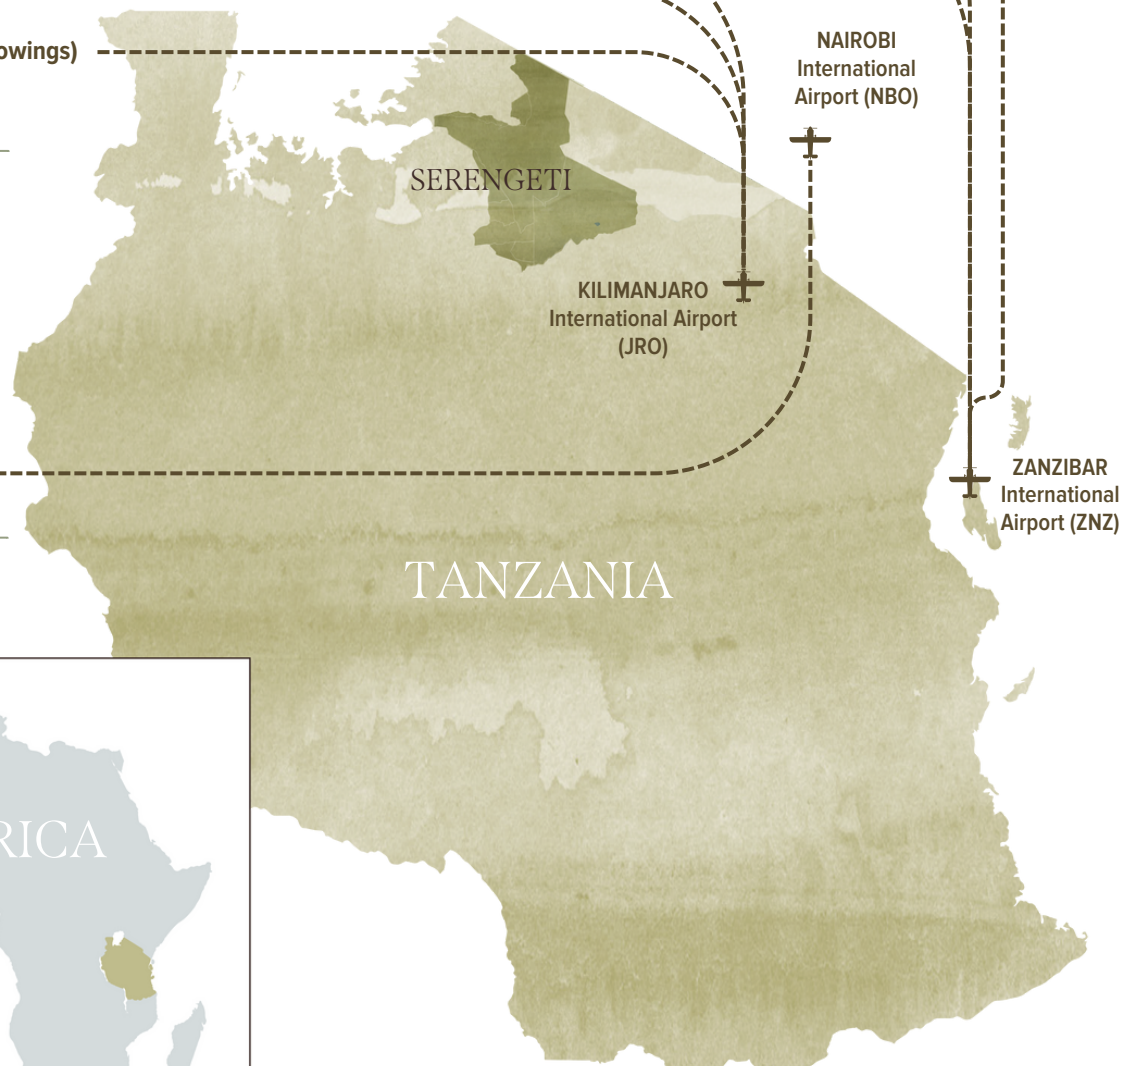 owings)
NAIROBI
International
Airport (NBO)
SERENGETI
KILIMANJARO
International Airport
(JRO)
ZANZIBAR
International
Airport (ZNZ)
TANZANIA
RICA